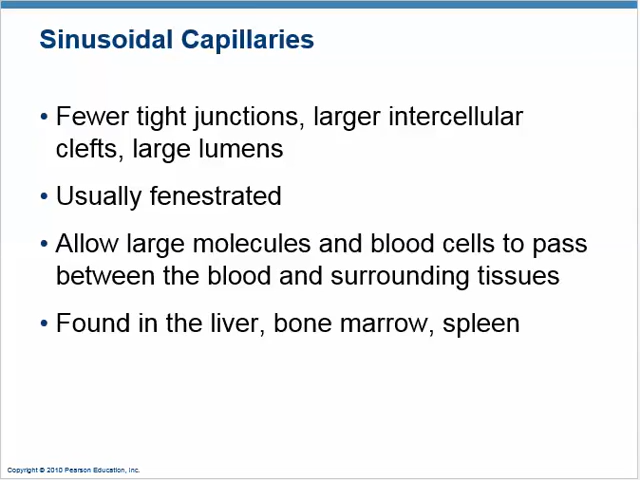 Sinusoidal Capillaries
• Fewer tight junctions, larger intercellular
clefts, large lumens
• Usually fenestrated
• Allow large molecules and blood cells to pass
between the blood and surrounding tissues
• Found in the liver, bone marrow, spleen
Copyright © 2010 Pearson Education, Inc.